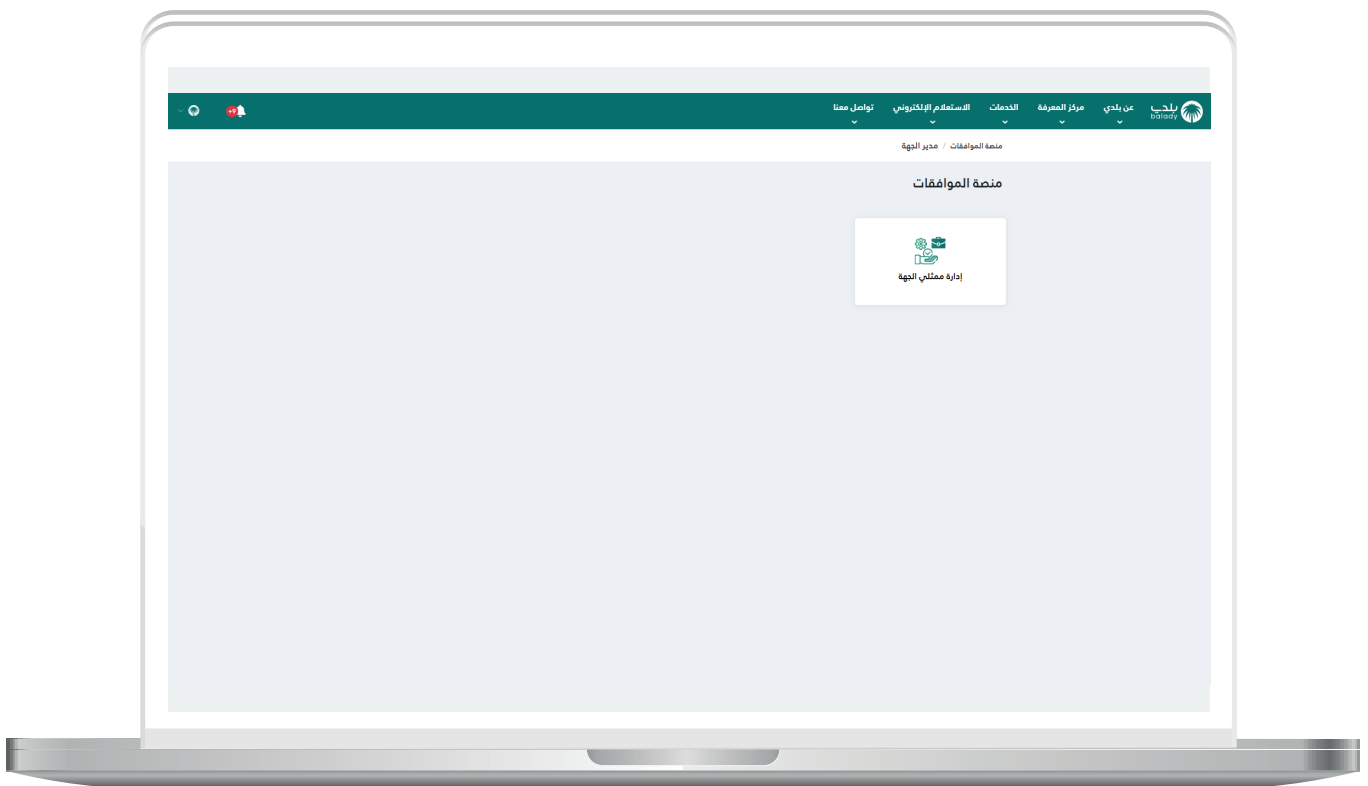 بلدي
balady
عن بلدي
مركز المعرفة
الخدمات
الاستعلام الإلكتروني
تواصل معنا
+9
منصة الموافقات / مدير الجهة
منصة الموافقات
إدارة ممثلي الجهة